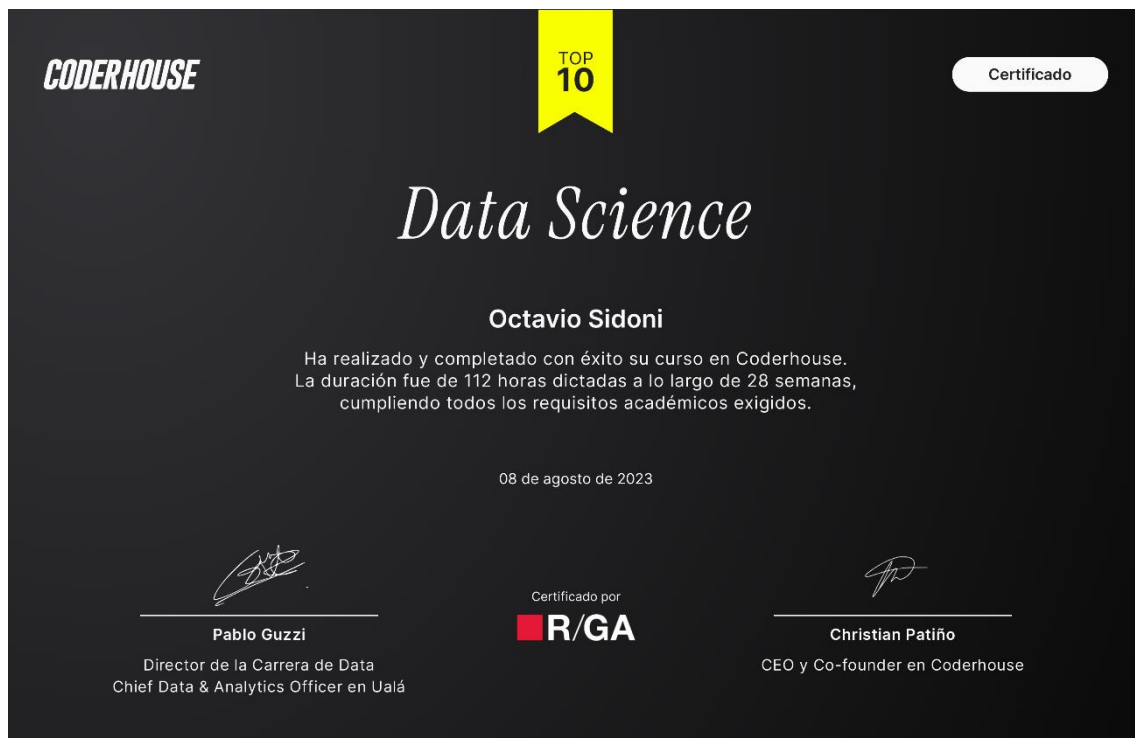 CODERHOUSE
TOP
10
Certificado
Data Science
Octavio Sidoni
Ha realizado y completado con éxito su curso en Coderhouse.
La duración fue de 112 horas dictadas a lo largo de 28 semanas,
cumpliendo todos los requisitos académicos exigidos.
08 de agosto de 2023
Pablo Guzzi
Director de la Carrera de Data
Chief Data & Analytics Officer en Ualá
Certificado por
R/GA
Christian Patiño
CEO y Co-founder en Coderhouse